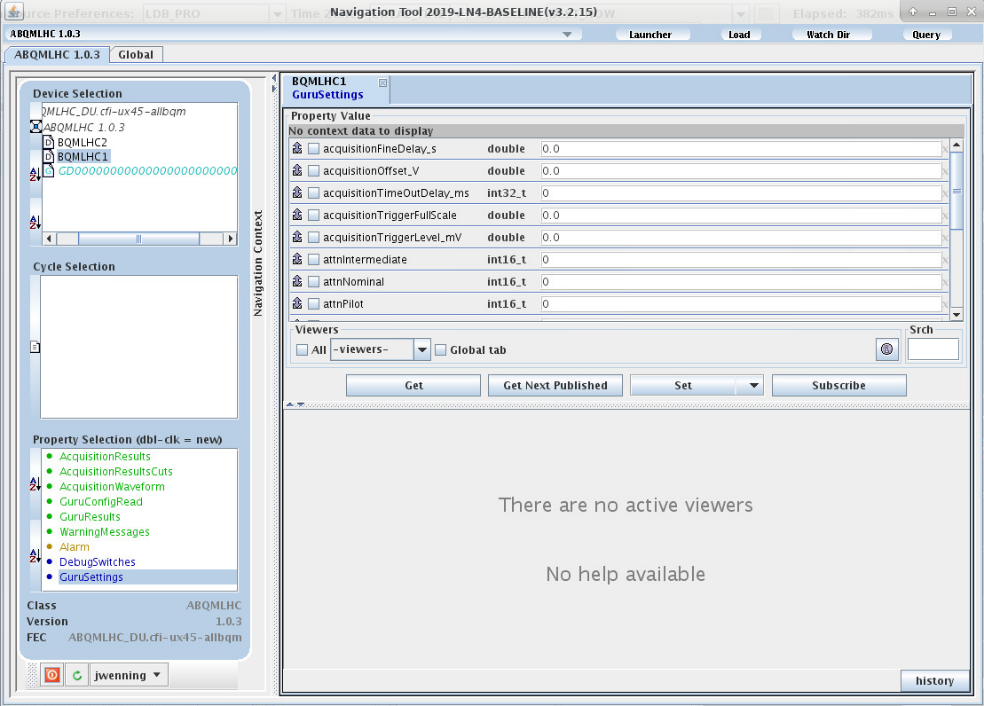 urce Preferences: LDB_PRO Time 2 Navigation Tool 2019-LN4-BASELINE(v3.2.15) OW Elapsed: 382ms
ABQMLHC 1.0.3 Launcher Load Watch Dir Query
ABQMLHC 1.0.3 Global
Device Selection
QMLHC_DU.cfi-ux45-allbqm
ABQMLHC 1.0.3
BQMLHC2
BQMLHC1
Cycle Selection
Property Selection (dbl-clk = new)
AcquisitionResults
AcquisitionResultsCuts
AcquisitionWaveform
GuruConfigRead
GuruResults
WarningMessages
Alarm
DebugSwitches
GuruSettings
Class ABQMLHC
Version 1.0.3
FEC ABQMLHC_DU.cfi-ux45-allbqm
jwenning
Navigation Context
BQMLHC1
GuruSettings
Property Value
No context data to display
acquisitionFineDelay_s double 0.0
acquisitionOffset_V double 0.0
acquisitionTimeOutDelay_ms int32_t 0
acquisitionTriggerFullScale double 0.0
acquisitionTriggerLevel_mV double 0.0
attnIntermediate int16_t 0
attnNominal int16_t 0
attnPilot int16_t 0
Viewers Srch
All -viewers- Global tab
Get Get Next Published Set Subscribe
There are no active viewers
No help available
history